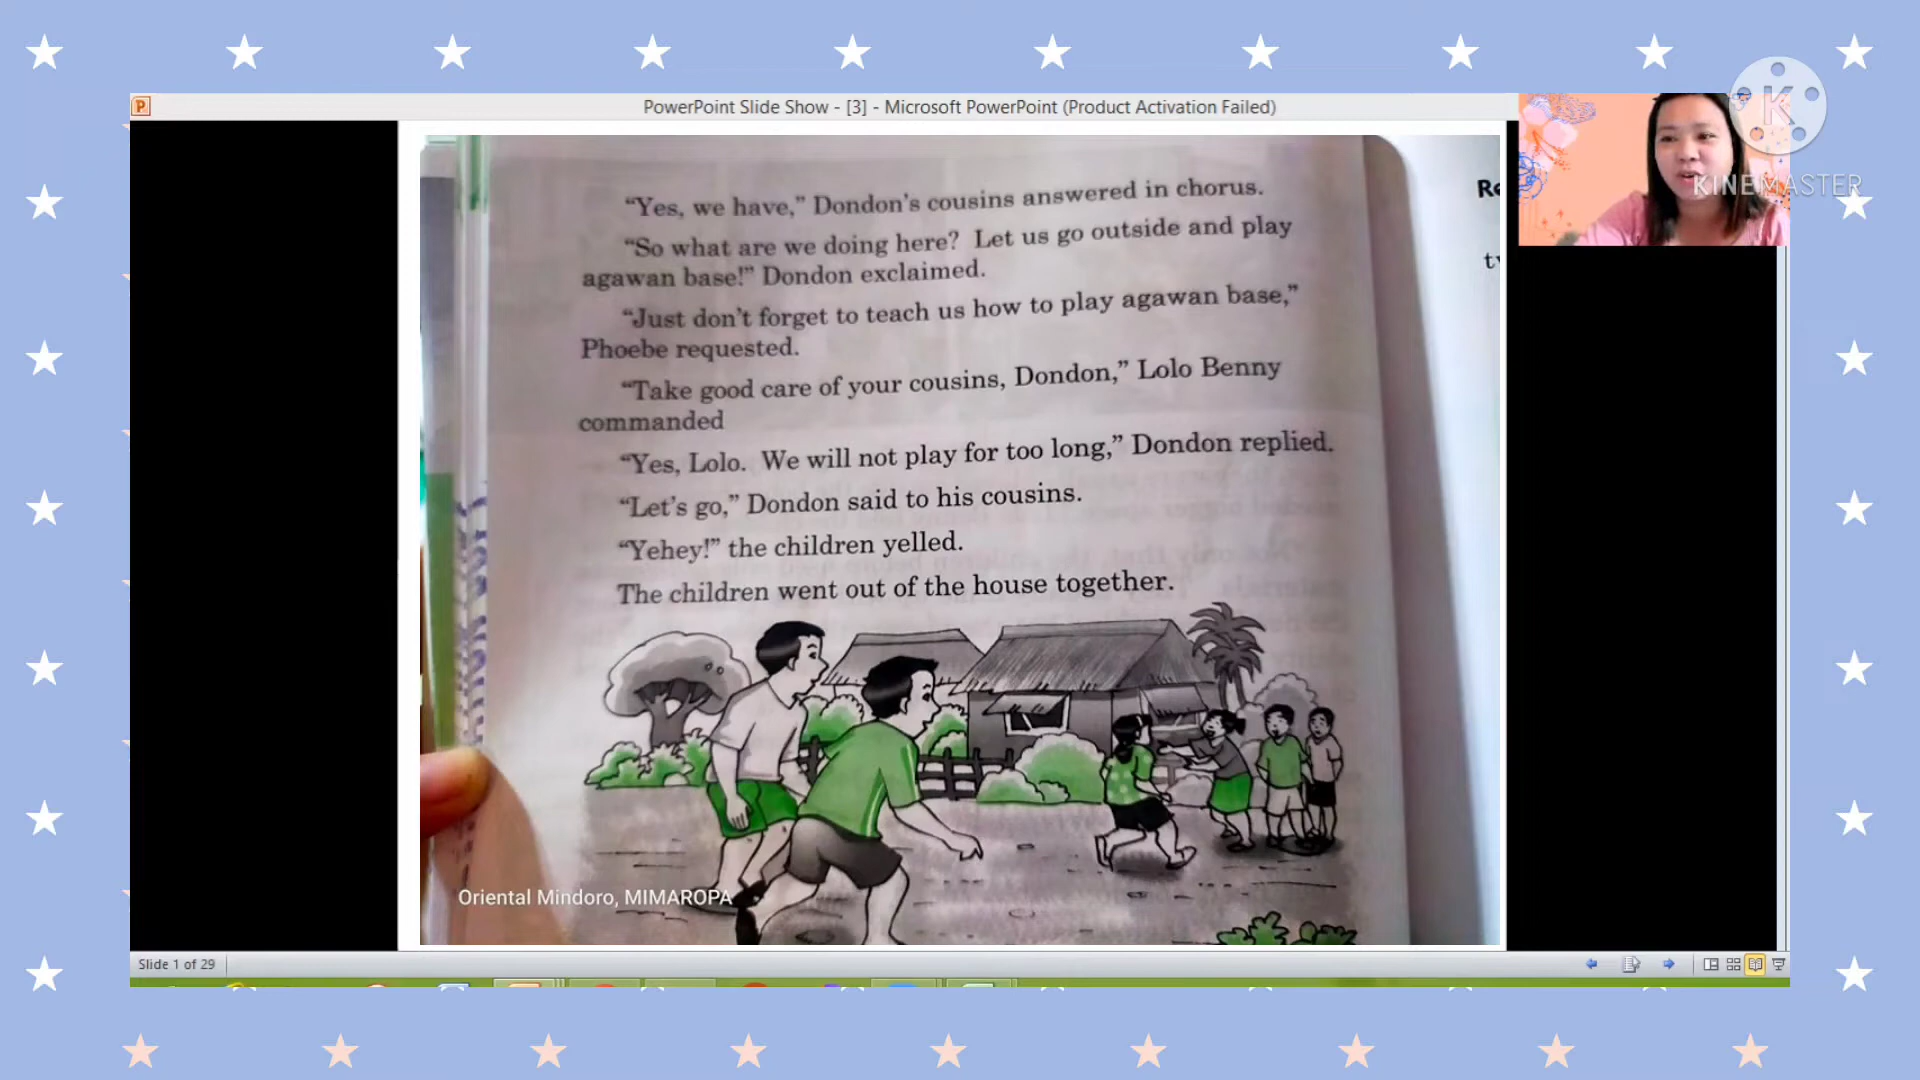 PowerPoint Slide Show - [3] - Microsoft PowerPoint (Product Activation Failed)
K
KINEMASTER
“Yes, we have,” Dondon’s cousins answered in chorus.
“So what are we doing here? Let us go outside and play
agawan base!” Dondon exclaimed.
“Just don’t forget to teach us how to play agawan base,”
Phoebe requested.
“Take good care of your cousins, Dondon,” Lolo Benny
commanded
“Yes, Lolo. We will not play for too long,” Dondon replied.
“Let’s go,” Dondon said to his cousins.
“Yehey!” the children yelled.
The children went out of the house together.
Oriental Mindoro, MIMAROPA
Slide 1 of 29